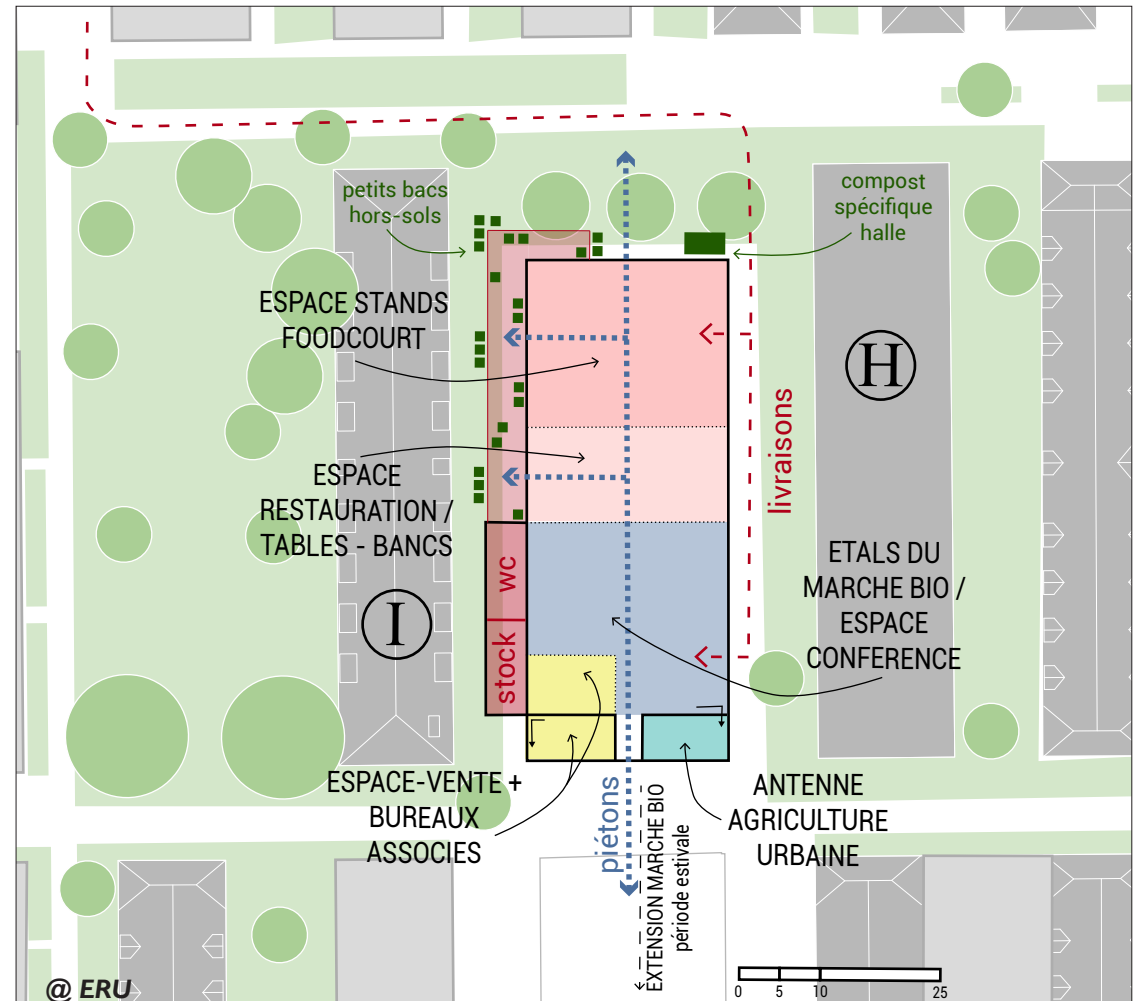 petits bacs
hors-sols
compost
spécifique
halle
ESPACE STANDS
FOODCOURT
H
livraisons
ESPACE
RESTAURATION /
TABLES - BANCS
wc
ETALS DU
MARCHE BIO /
ESPACE
CONFERENCE
I
stock
ESPACE-VENTE +
BUREAUX
ASSOCIES
piétons
EXTENSION MARCHE BIO
période estivale
ANTENNE
AGRICULTURE
URBAINE
@ ERU
0 5 10 25